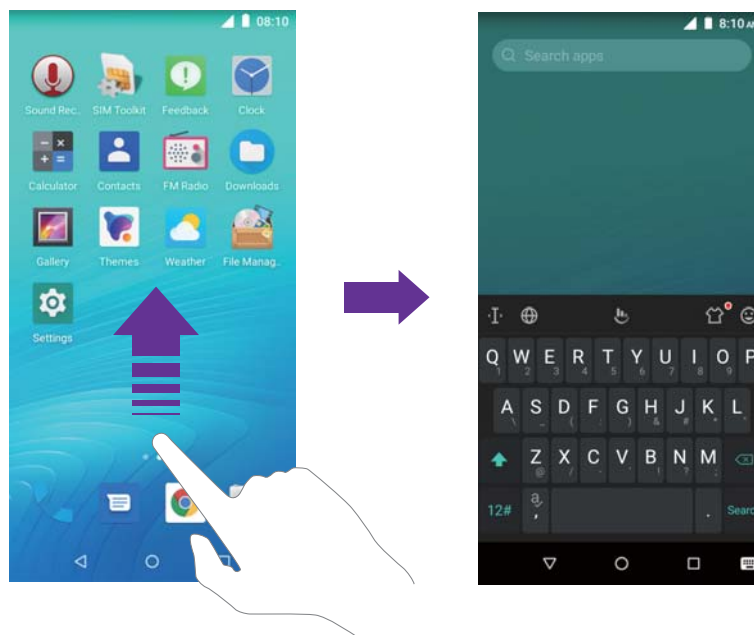 08:10
Sound Rec.. SIM Toolkit Feedback Clock
Calculator Contacts FM Radio Downloads
Gallery Themes Weather File Manag..
Settings
8:10 AM
Search apps
Q W E R T Y U I O P
1 2 3 4 5 6 7 8 9
A S D F G H J K L
\ _ ( : ) & # *
Z X C V B N M
@ / - ' ! ? ;
12# a, . Searc